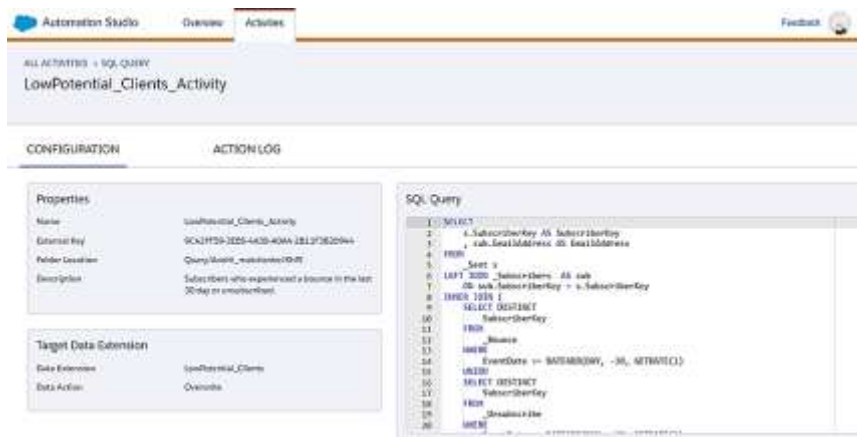 Automation Studio
Overview
Activities
Feedback
ALL ACTIVITIES > SQL QUERY
LowPotential_Clients_Activity
CONFIGURATION
ACTION LOG
Properties
Name LowPotential_Clients_Activity
External Key
Folder Location
Description Subscribers who experienced a bounce in the last
30 day or unsubscribed.
Target Data Extension
Data Extension LowPotential_Clients
Data Action Overwrite
SQL Query
1 SELECT
2 s.SubscriberKey AS SubscriberKey
3 , sub.EmailAddress AS EmailAddress
4 FROM
5 _Sent s
6 LEFT JOIN _Subscribers AS sub
7 ON sub.SubscriberKey = s.SubscriberKey
8 INNER JOIN (
9 SELECT DISTINCT
10 SubscriberKey
11 FROM
12 _Bounce
13 WHERE
14 EventDate >= DATEADD(DAY, -30, GETDATE())
15 UNION
16 SELECT DISTINCT
17 SubscriberKey
18 FROM
19 _Unsubscribe
20 WHERE